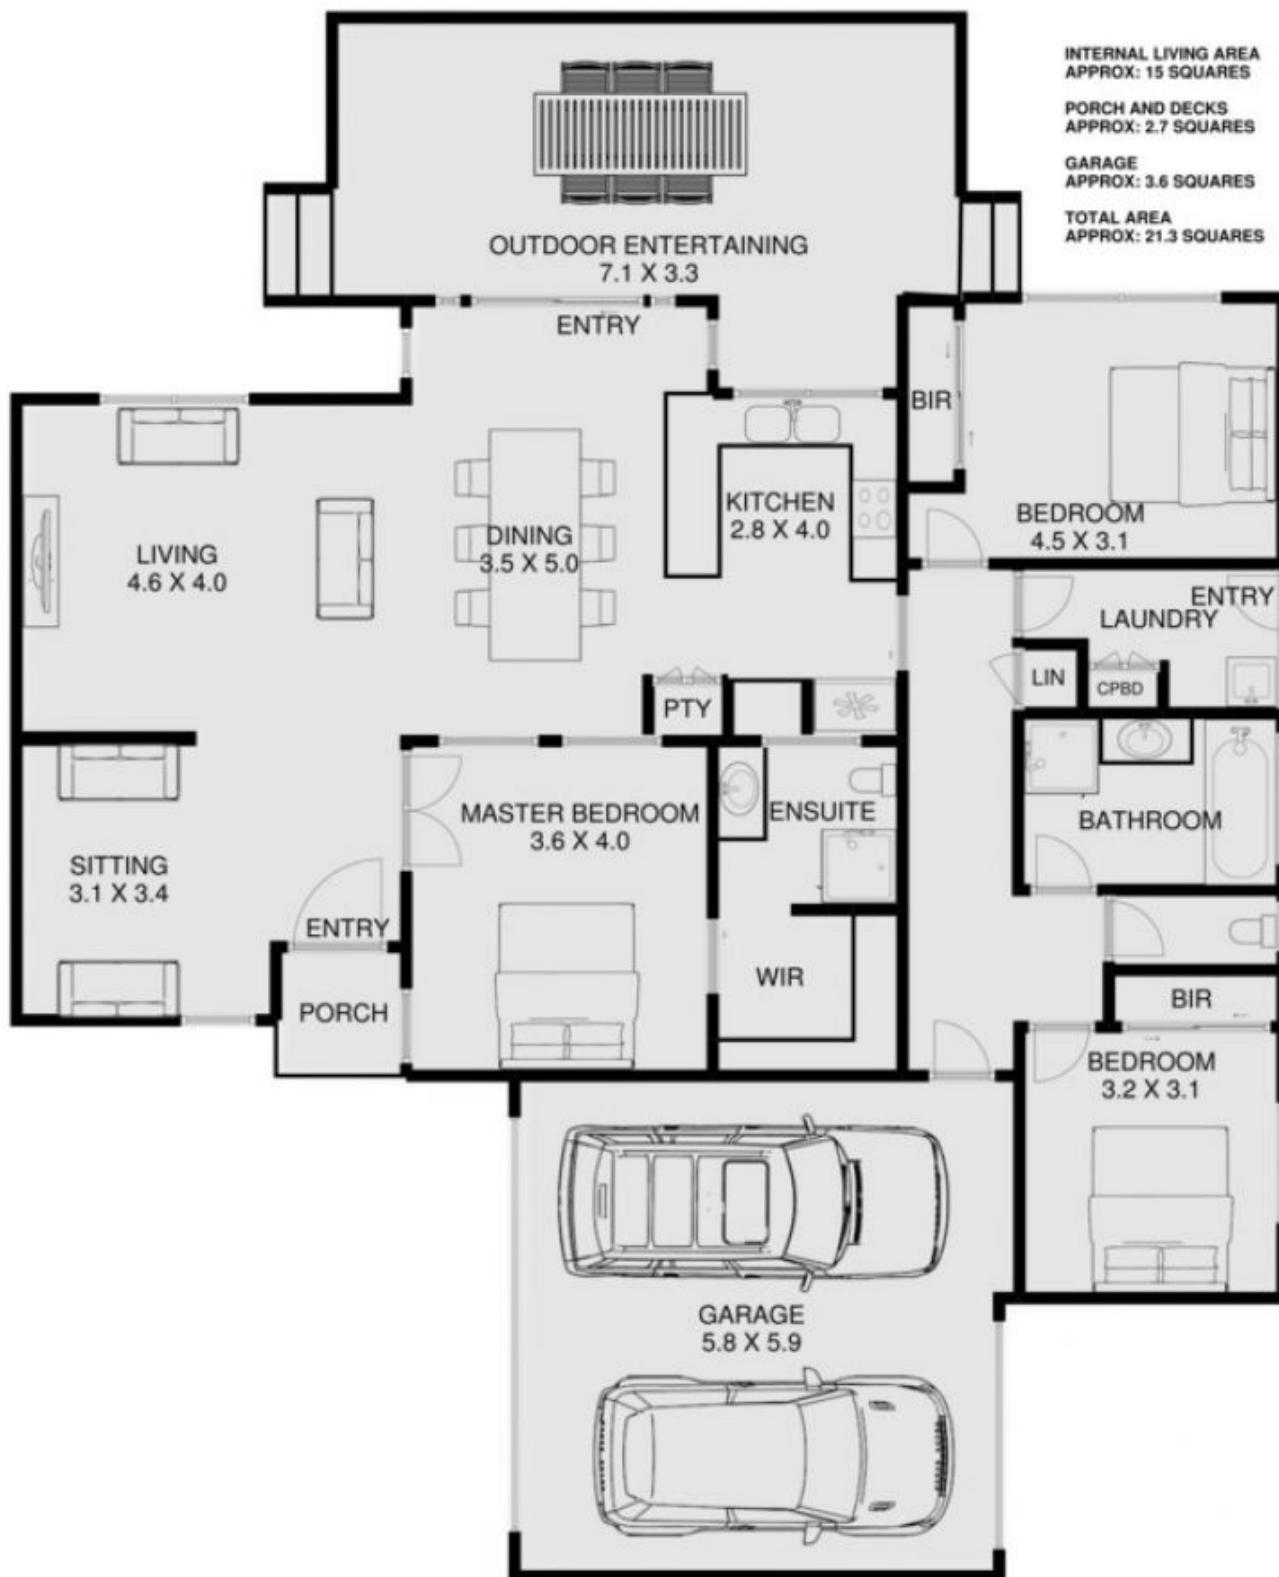 INTERNAL LIVING AREA
APPROX: 15 SQUARES
PORCH AND DECKS
APPROX: 2.7 SQUARES
GARAGE
APPROX: 3.6 SQUARES
TOTAL AREA
APPROX: 21.3 SQUARES
OUTDOOR ENTERTAINING
7.1 X 3.3
ENTRY
BIR
BEDROOM
4.5 X 3.1
KITCHEN
2.8 X 4.0
DINING
3.5 X 5.0
LIVING
4.6 X 4.0
ENTRY
LAUNDRY
LIN
CPBD
PTY
MASTER BEDROOM
3.6 X 4.0
ENSUITE
BATHROOM
SITTING
3.1 X 3.4
ENTRY
WIR
PORCH
BIR
BEDROOM
3.2 X 3.1
GARAGE
5.8 X 5.9